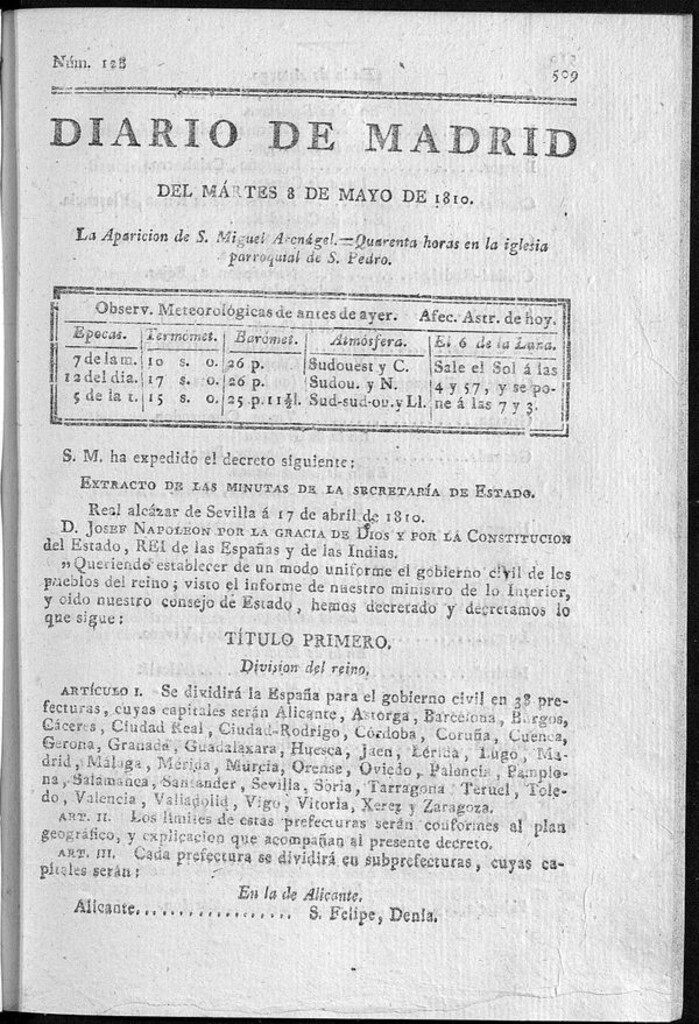 Núm. 128
509
DIARIO DE MADRID
DEL MÁRTES 8 DE MAYO DE 1810.
La Aparicion de S. Miguel Arcnágel.=Quarenta horas en la iglesia
parroquial de S. Pedro.
Observ. Meteorológicas de antes de ayer. Afec. Astr. de hoy.
Epocas. Termómet. Barómet. Atmósfera. El 6 de la Luna.
7 de la m. 10 s. o. 26 p. Sudouest y C. Sale el Sol á las
12 del dia. 17 s. o. 26 p. Sudou. y N. 4 y 57, y se po-
5 de la t. 15 s. o. 25 p. 11½ l. Sud-sud-ou. y Ll. ne á las 7 y 3.
S. M. ha expedido el decreto siguiente:
EXTRACTO DE LAS MINUTAS DE LA SECRETARÍA DE ESTADO.
Real alcázar de Sevilla á 17 de abril de 1810.
D. JOSEF NAPOLEON POR LA GRACIA DE DIOS Y POR LA CONSTITUCION
del Estado, REI de las Españas y de las Indias.
„Queriendo establecer de un modo uniforme el gobierno civil de los
pueblos del reino; visto el informe de nuestro ministro de lo Interior,
y oido nuestro consejo de Estado, hemos decretado y decretamos lo
que sigue:
TÍTULO PRIMERO.
Division del reino.
ARTÍCULO I. Se dividirá la España para el gobierno civil en 38 pre-
fecturas, cuyas capitales serán Alicante, Astorga, Barcelona, Burgos,
Cáceres, Ciudad Real, Ciudad-Rodrigo, Córdoba, Coruña, Cuenca,
Gerona, Granada, Guadalaxara, Huesca, Jaen, Lérida, Lugo, Ma-
drid, Málaga, Mérida, Murcia, Orense, Oviedo, Palencia, Pamplo-
na, Salamanca, Santander, Sevilla, Soria, Tarragona, Teruel, Tole-
do, Valencia, Valladolid, Vigo, Vitoria, Xerez y Zaragoza.
ART. II. Los límites de estas prefecturas serán conformes al plan
geográfico, y explicacion que acompañan al presente decreto.
ART. III. Cada prefectura se dividirá en subprefecturas, cuyas ca-
pitales serán:
En la de Alicante.
Alicante.................. S. Felipe, Denia.